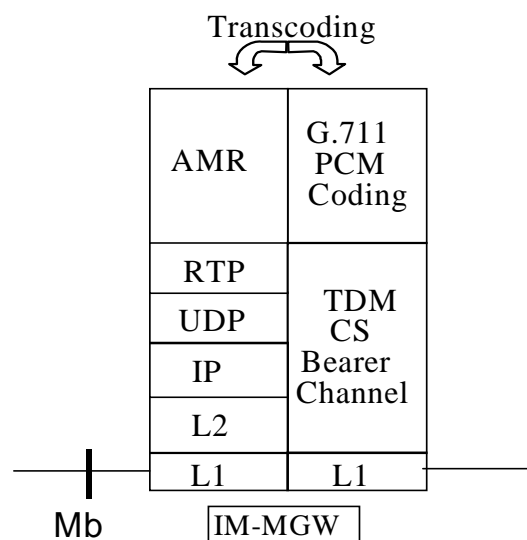 Transcoding
AMR
G.711
PCM
Coding
RTP
UDP
IP
L2
TDM
CS
Bearer
Channel
L1
L1
Mb
IM-MGW